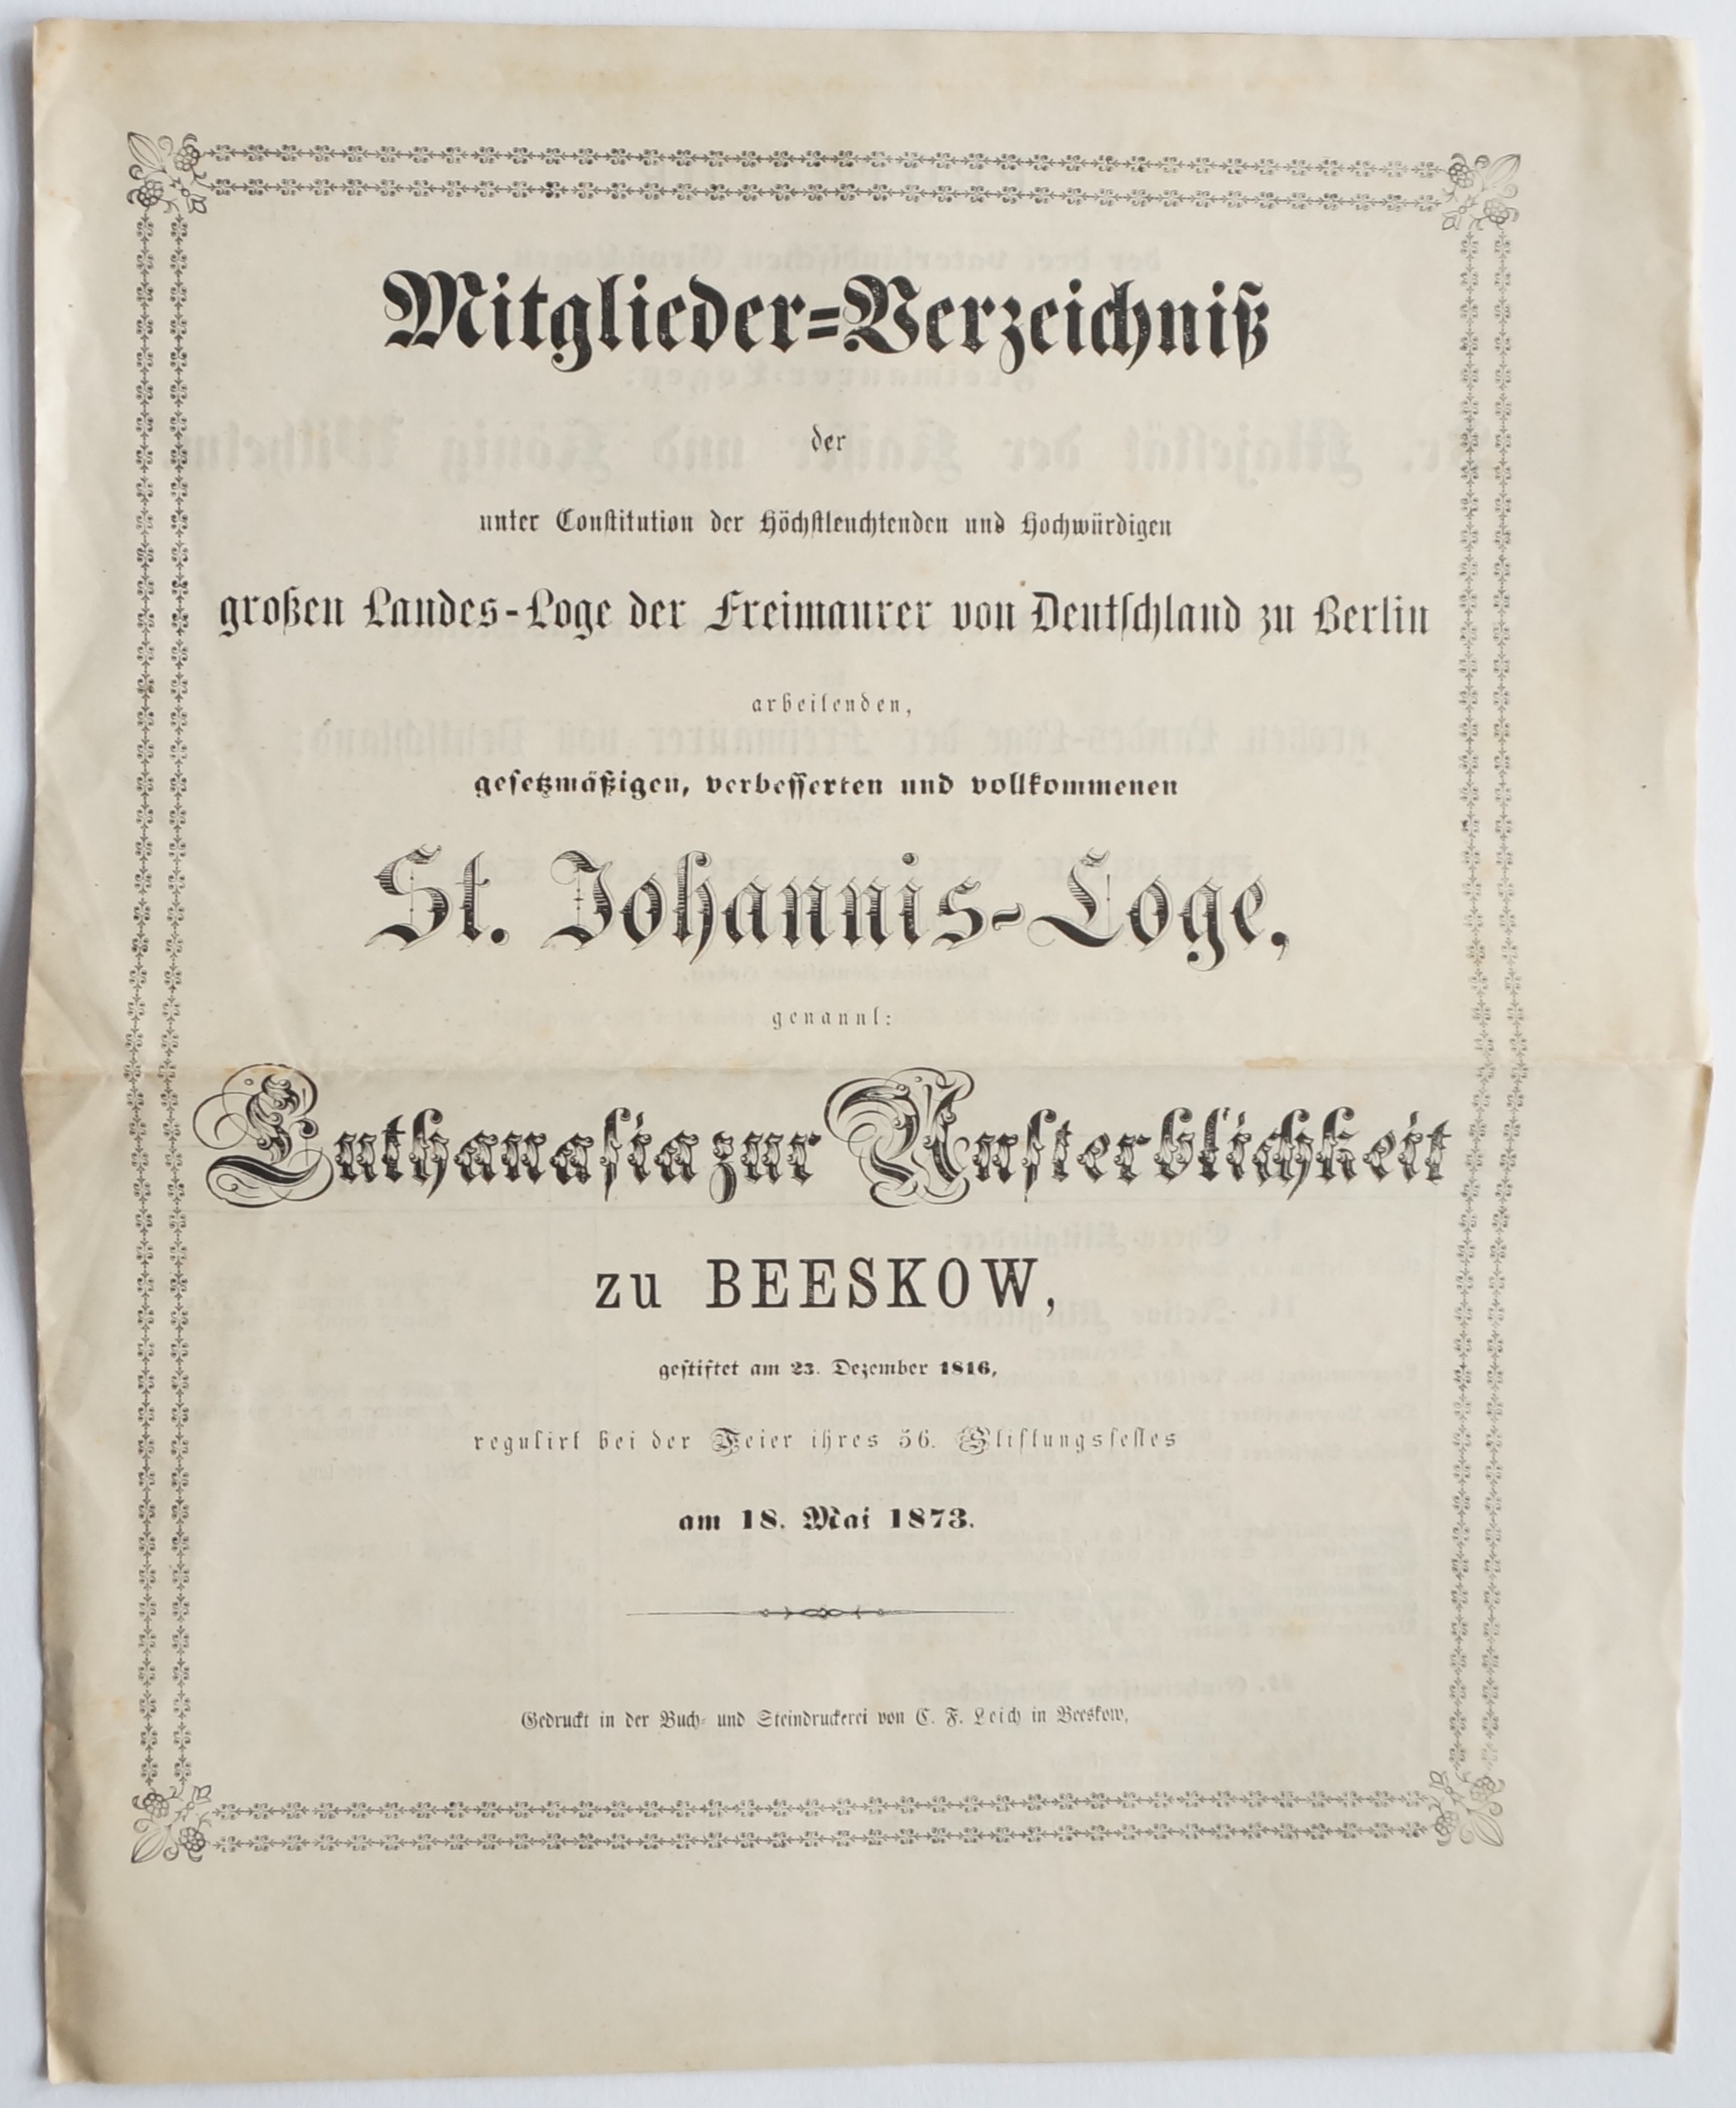 Mitglieder=Verzeichniß
der
unter Constitution der Höchstleuchtenden und Hochwürdigen
großen Landes-Loge der Freimaurer von Deutschland zu Berlin
arbeitenden,
gesetzmäßigen, verbesserten und vollkommenen
St. Johannis-Loge,
genannt:
Euthanasia zur Unsterblichkeit
zu BEESKOW,
gestiftet am 23. Dezember 1816,
regulirt bei der Feier ihres 56. Stiftungsfestes
am 18. Mai 1873.
Gedruckt in der Buch- und Steindruckerei von C. F. Leich in Beeskow.